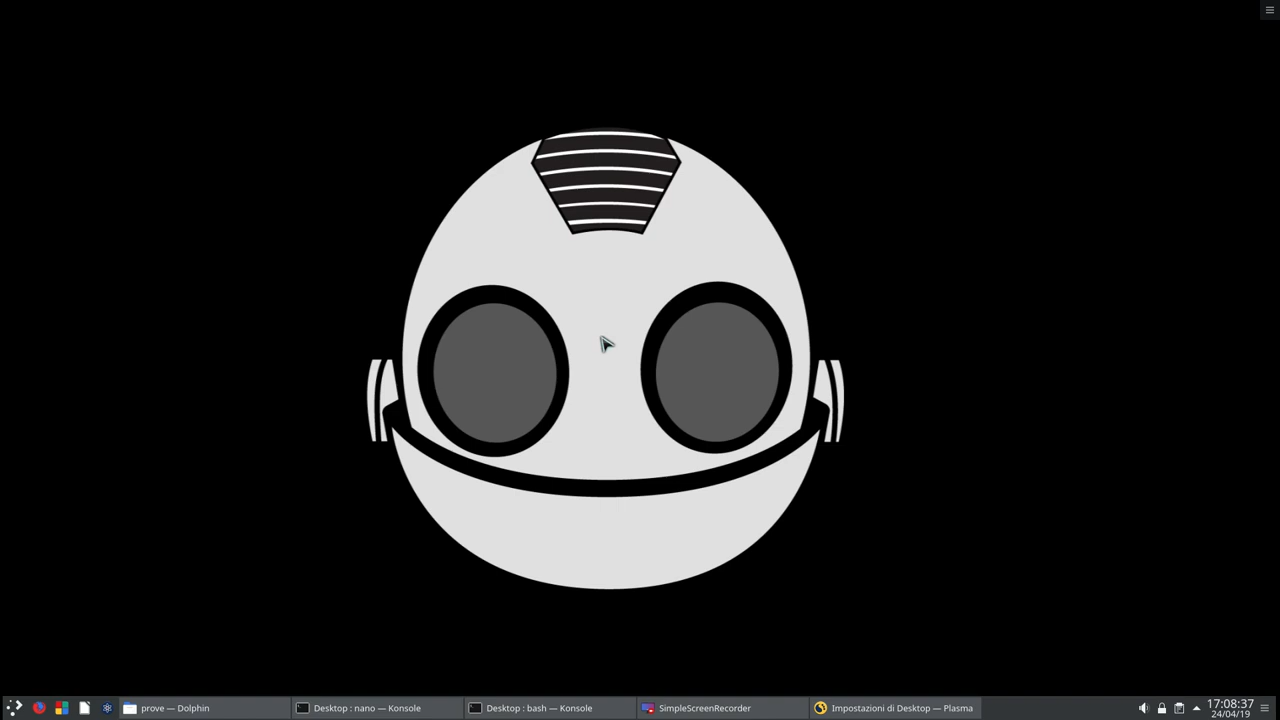 prove — Dolphin
Desktop : nano — Konsole
Desktop : bash — Konsole
SimpleScreenRecorder
Impostazioni di Desktop — Plasma
17:08:37
24/04/19